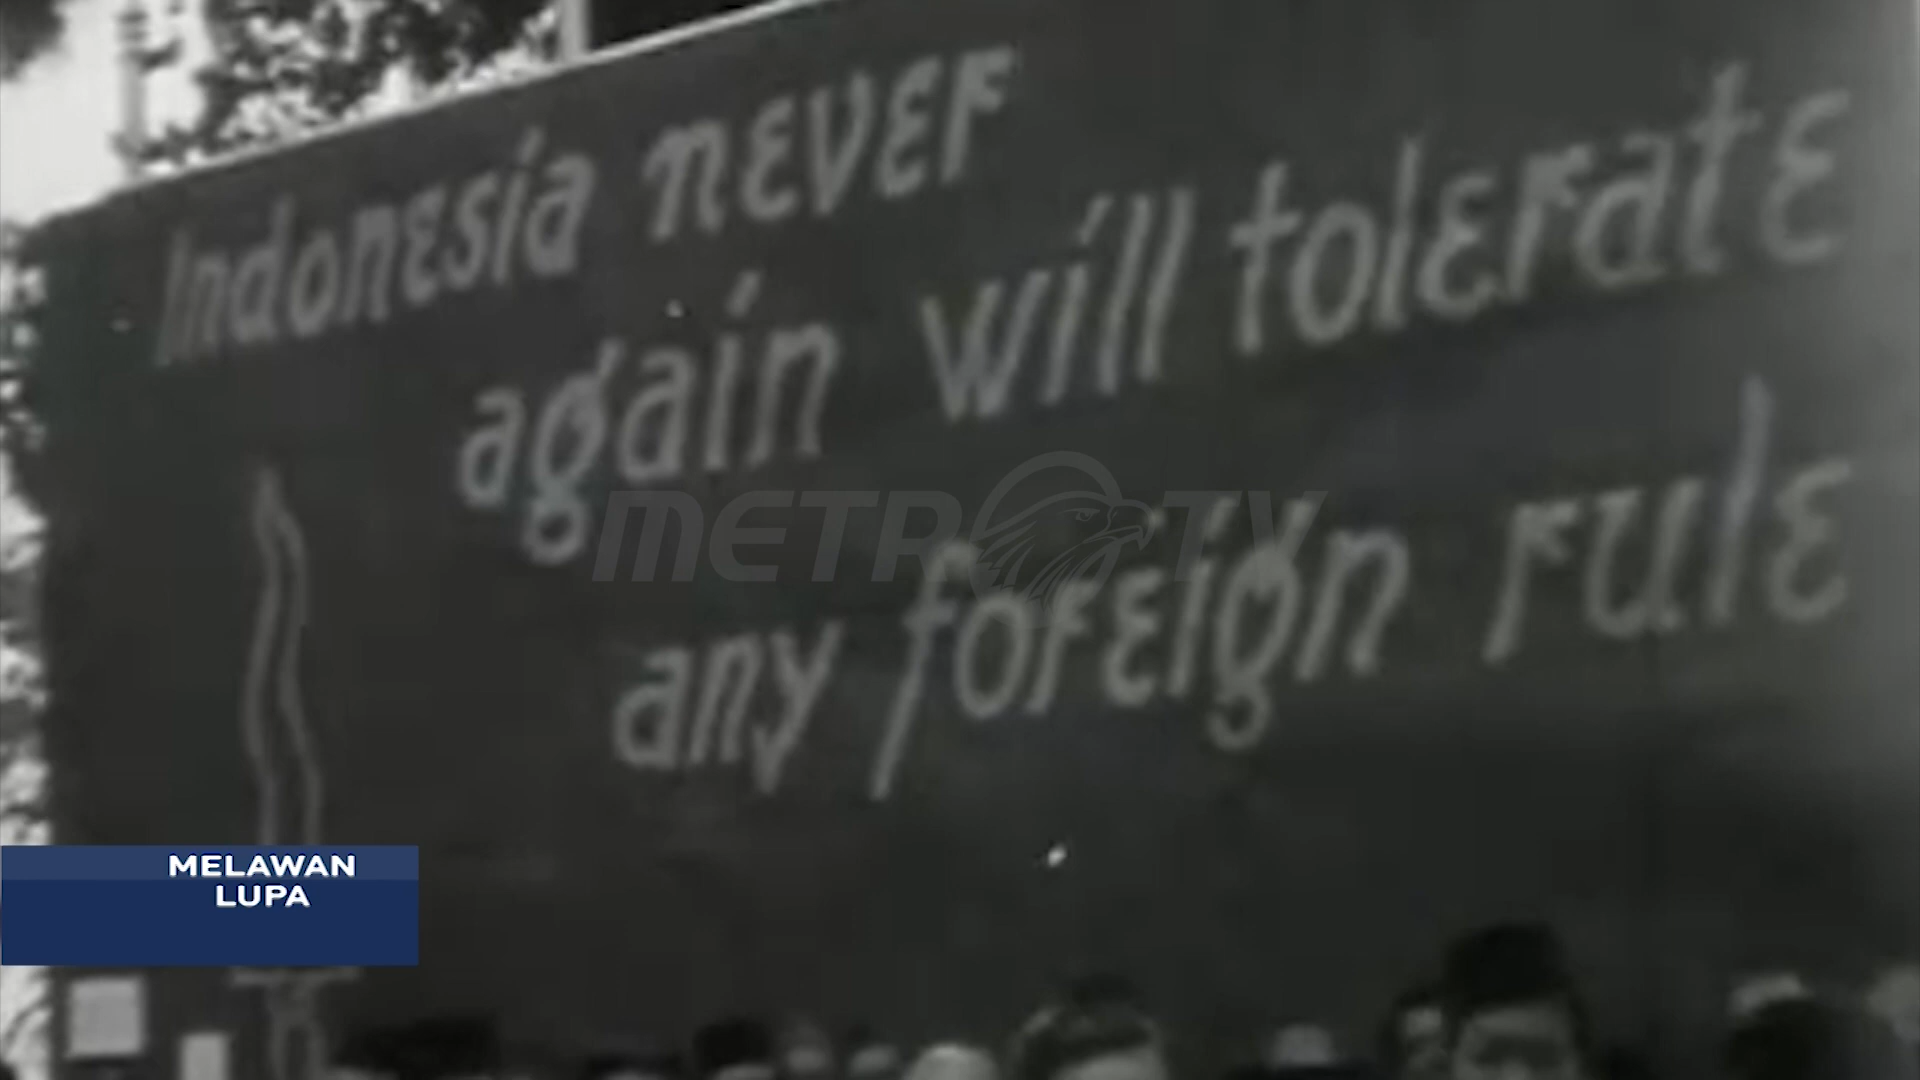 Indonesia never
again will tolerate
any foreign rule
METRO TV
MELAWAN
LUPA